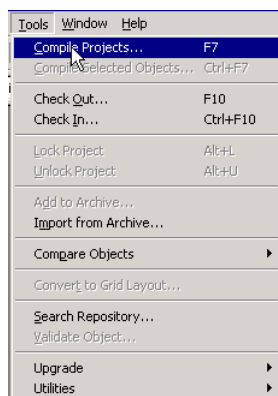 Tools Window Help
Compile Projects... F7
Compile Selected Objects... Ctrl+F7
Check Out... F10
Check In... Ctrl+F10
Lock Project Alt+L
Unlock Project Alt+U
Add to Archive...
Import from Archive...
Compare Objects
Convert to Grid Layout...
Search Repository...
Validate Object...
Upgrade
Utilities